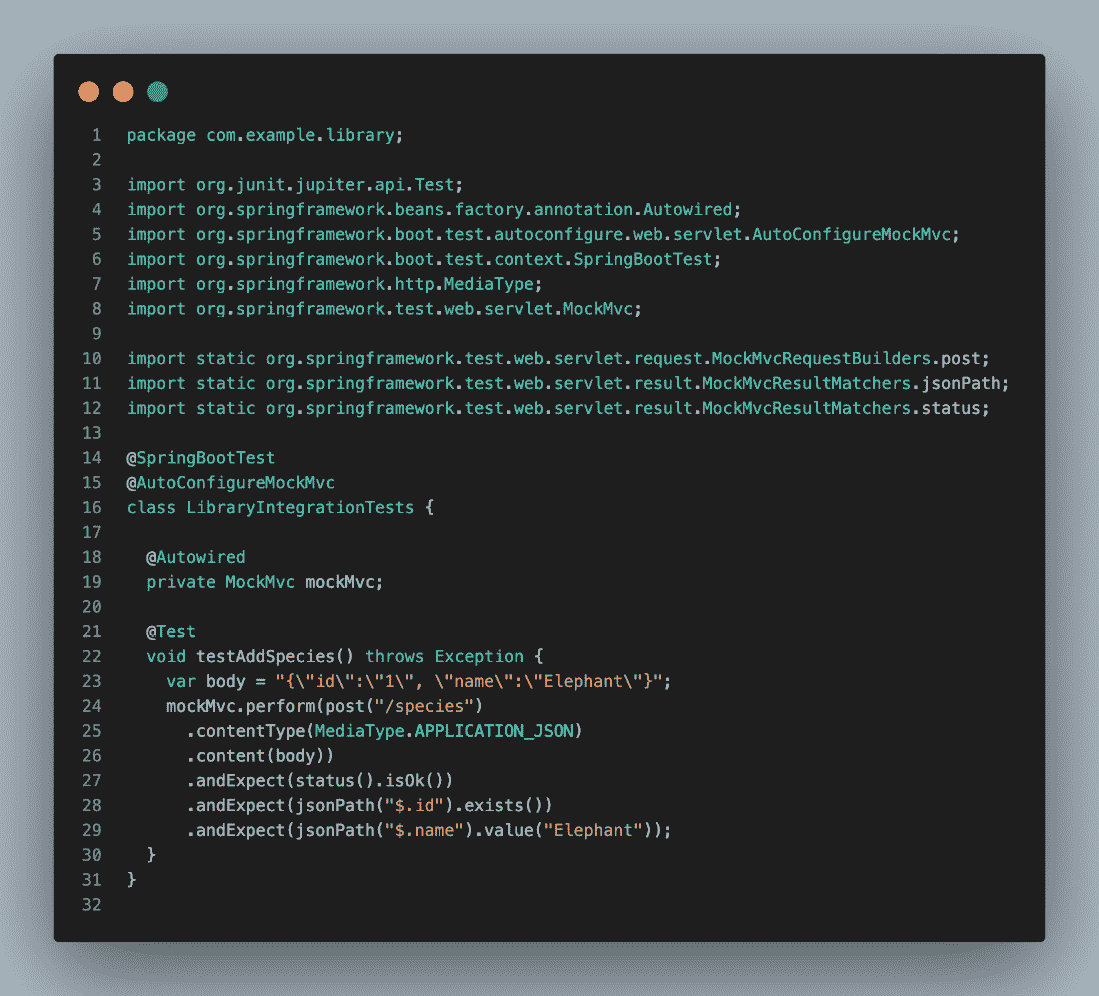 1 package com.example.library;
2
3 import org.junit.jupiter.api.Test;
4 import org.springframework.beans.factory.annotation.Autowired;
5 import org.springframework.boot.test.autoconfigure.web.servlet.AutoConfigureMockMvc;
6 import org.springframework.boot.test.context.SpringBootTest;
7 import org.springframework.http.MediaType;
8 import org.springframework.test.web.servlet.MockMvc;
9
10 import static org.springframework.test.web.servlet.request.MockMvcRequestBuilders.post;
11 import static org.springframework.test.web.servlet.result.MockMvcResultMatchers.jsonPath;
12 import static org.springframework.test.web.servlet.result.MockMvcResultMatchers.status;
13
14 @SpringBootTest
15 @AutoConfigureMockMvc
16 class LibraryIntegrationTests {
17
18   @Autowired
19   private MockMvc mockMvc;
20
21   @Test
22   void testAddSpecies() throws Exception {
23     var body = "{\"id\":\"1\", \"name\":\"Elephant\"}";
24     mockMvc.perform(post("/species")
25       .contentType(MediaType.APPLICATION_JSON)
26       .content(body))
27       .andExpect(status().isOk())
28       .andExpect(jsonPath("$.id").exists())
29       .andExpect(jsonPath("$.name").value("Elephant"));
30   }
31 }
32